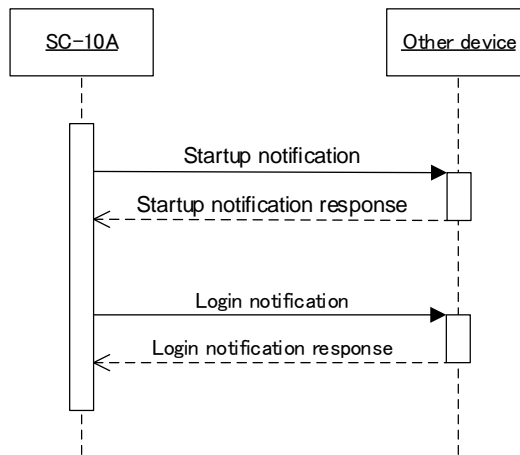 SC-10A
Other device
Startup notification
Startup notification response
Login notification
Login notification response